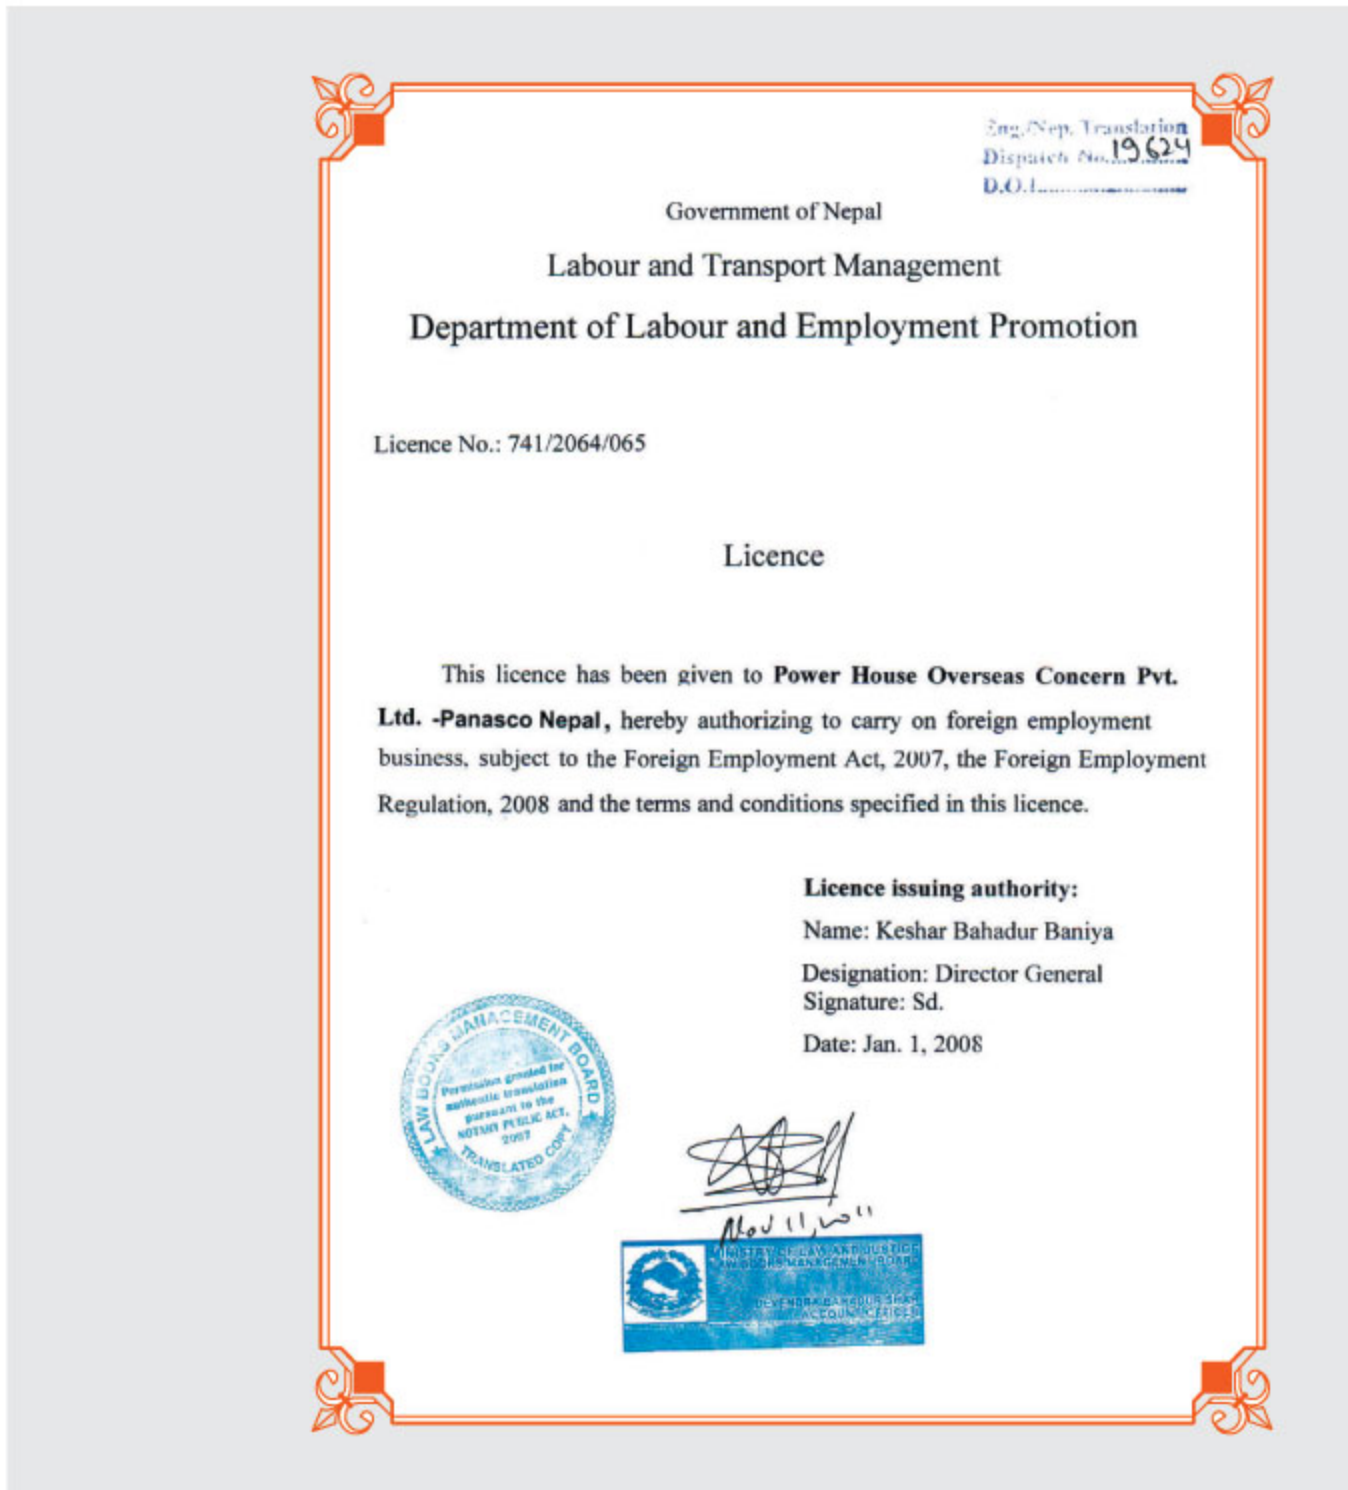 Eng./Nep. Translation
Dispatch No. 19624
D.O.I.
Government of Nepal
Labour and Transport Management
Department of Labour and Employment Promotion
Licence No.: 741/2064/065
Licence
This licence has been given to Power House Overseas Concern Pvt.
Ltd. -Panasco Nepal, hereby authorizing to carry on foreign employment
business, subject to the Foreign Employment Act, 2007, the Foreign Employment
Regulation, 2008 and the terms and conditions specified in this licence.
Licence issuing authority:
Name: Keshar Bahadur Baniya
Designation: Director General
Signature: Sd.
Date: Jan. 1, 2008
LAW BOOKS MANAGEMENT BOARD
Permission granted for
authentic translation
pursuant to the
NOTARY PUBLIC ACT,
2007
TRANSLATED COPY
Nov 11, 2011
MINISTRY OF LAW AND JUSTICE
LAW BOOKS MANAGEMENT BOARD
DEVENDRA BAHADUR SHAH
ACCOUNT OFFICER